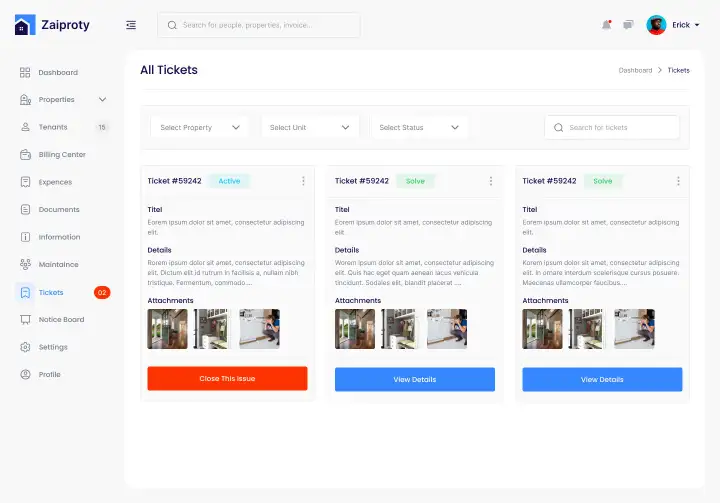 Zaiproty
Search for people, properties, invoice...
Erick
Dashboard
Properties
Tenants
15
Billing Center
Expences
Documents
Information
Maintaince
Tickets
02
Notice Board
Settings
Profile
All Tickets
Dashboard > Tickets
Select Property
Select Unit
Select Status
Search for tickets
Ticket #59242
Active
Titel
Eorem ipsum dolor sit amet, consectetur adipiscing
elit.
Details
Rorem ipsum dolor sit amet, consectetur adipiscing
elit. Dictum elit id rutrum in facilisis a, nullam nibh
tristique. Fermentum, commodo ...
Attachments
Close This Issue
Ticket #59242
Solve
Titel
Eorem ipsum dolor sit amet, consectetur adipiscing
elit
Details
Worem ipsum dolor sit amet, consectetur adipiscing
elit. Quis hac eget quam aenean lacus vehicula
tincidunt. Sodales elit, blandit placerat ....
Attachments
View Details
Ticket #59242
Solve
Titel
Eorem ipsum dolor sit amet, consectetur adipiscing
elit.
Details
Korem ipsum dolor sit amet, consectetur adipiscing
elit. In ornare interdum scelerisque cursus posuere.
Maecenas ullamcorper faucibus....
Attachments
View Details